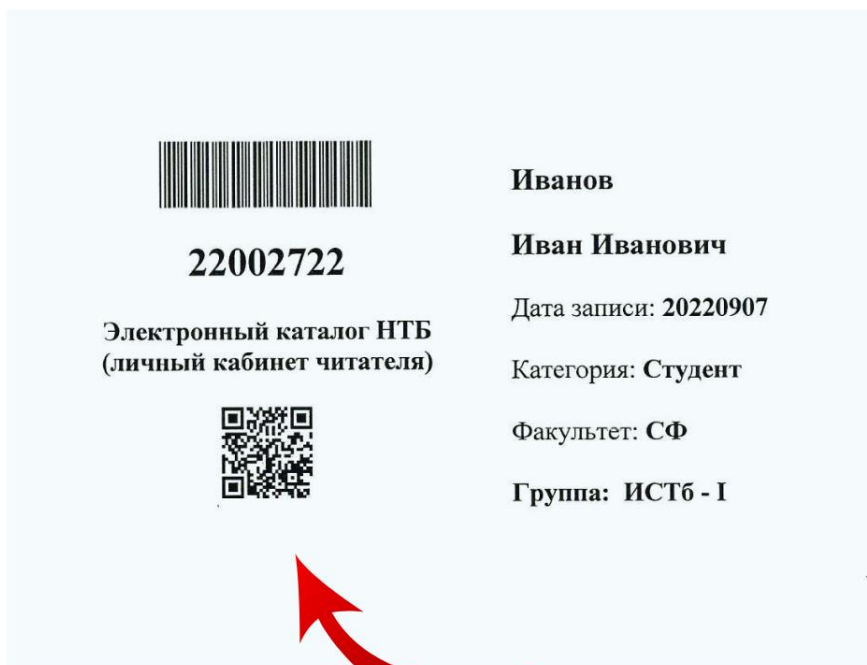 22002722
Электронный каталог НТБ
(личный кабинет читателя)
Иванов
Иван Иванович
Дата записи: 20220907
Категория: Студент
Факультет: СФ
Группа: ИСТб - I